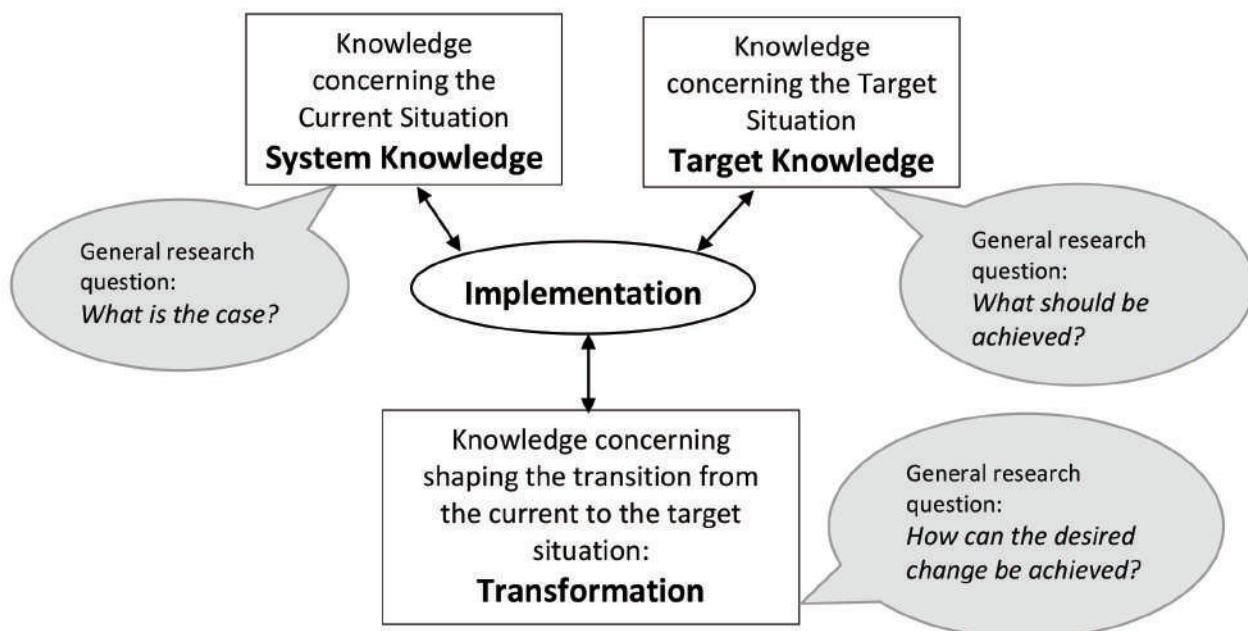 Knowledge
concerning the
Current Situation
System Knowledge
Knowledge
concerning the Target
Situation
Target Knowledge
General research
question:
What is the case?
General research
question:
What should be
achieved?
Implementation
Knowledge concerning
shaping the transition from
the current to the target
situation:
Transformation
General research
question:
How can the desired
change be achieved?